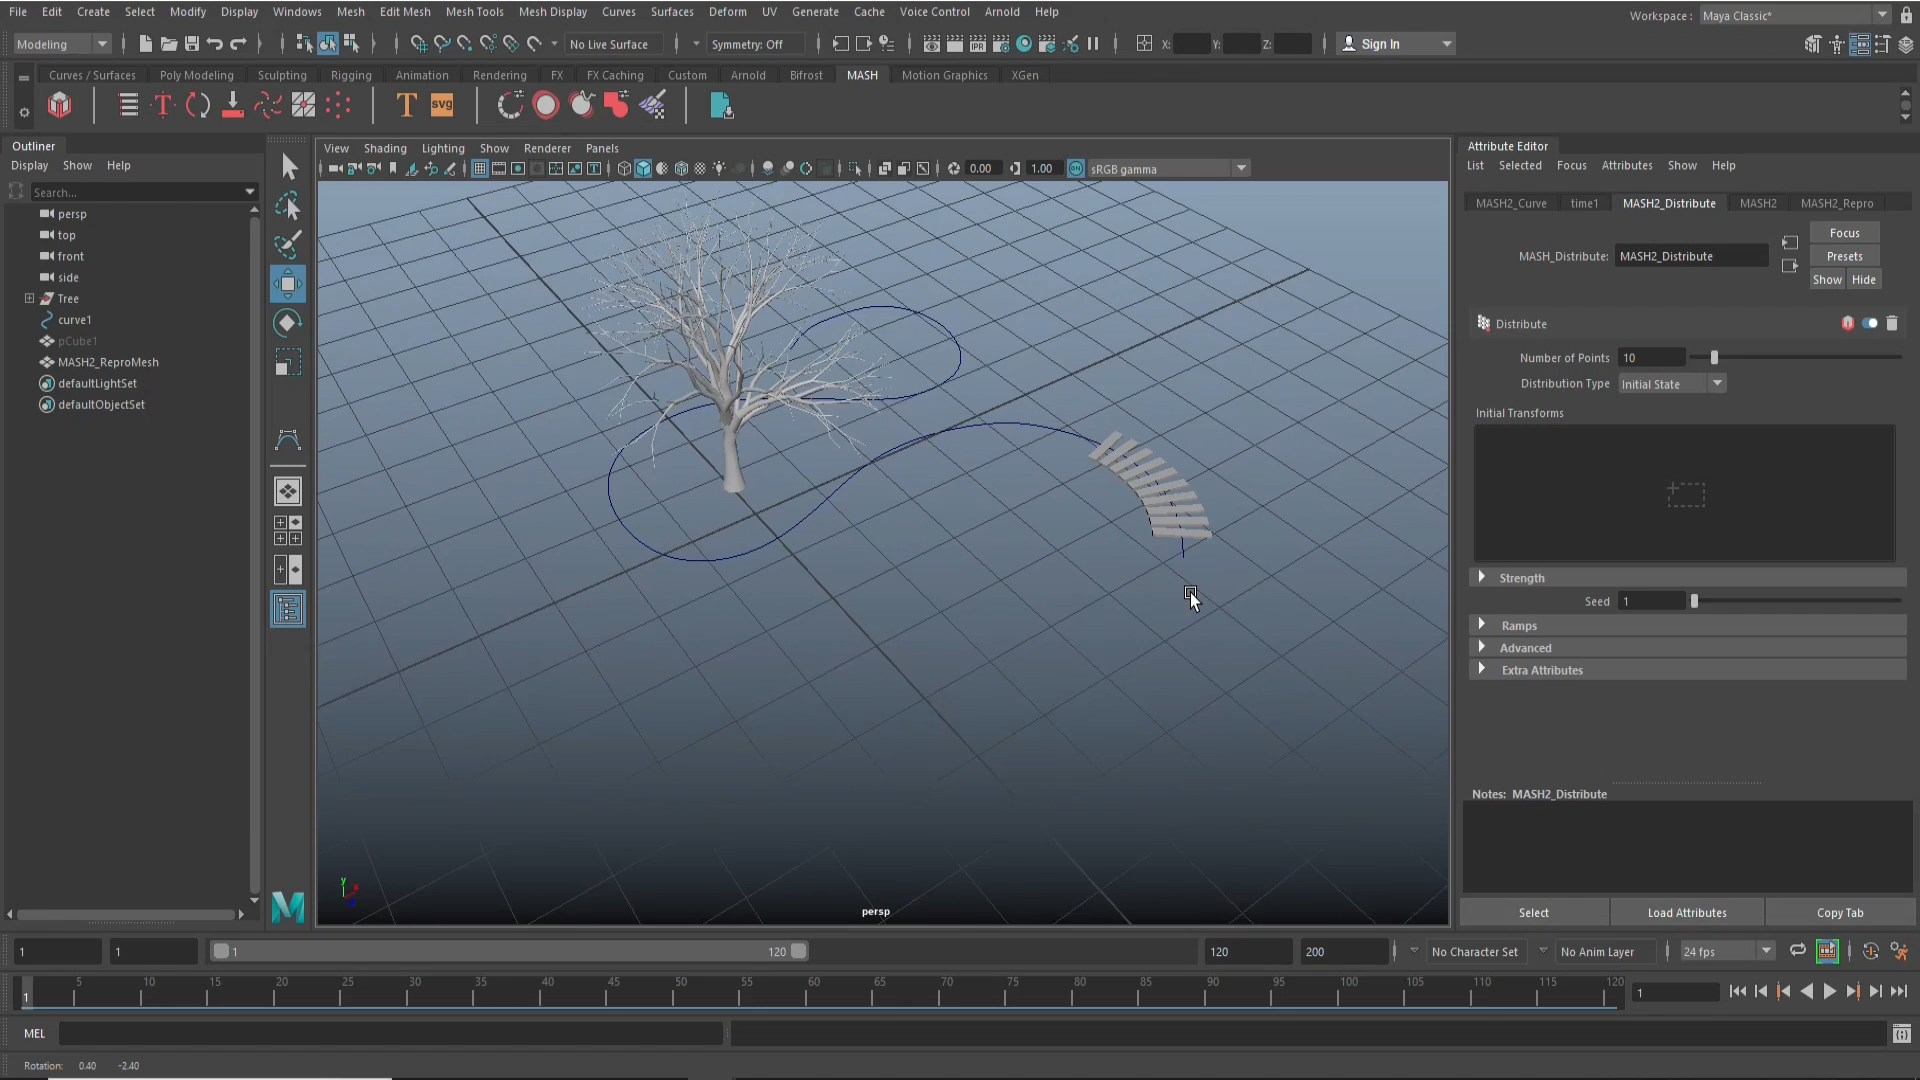 File Edit Create Select Modify Display Windows Mesh Edit Mesh Mesh Tools Mesh Display Curves Surfaces Deform UV Generate Cache Voice Control Arnold Help
Workspace : Maya Classic*
Modeling No Live Surface Symmetry: Off X: Y: Z: Sign In
Curves / Surfaces Poly Modeling Sculpting Rigging Animation Rendering FX FX Caching Custom Arnold Bifrost MASH Motion Graphics XGen
T T SVG
Outliner
Display Show Help
Search...
persp
top
front
side
Tree
curve1
pCube1
MASH2_ReproMesh
defaultLightSet
defaultObjectSet
View Shading Lighting Show Renderer Panels
0.00 1.00 sRGB gamma
persp
Attribute Editor
List Selected Focus Attributes Show Help
MASH2_Curve time1 MASH2_Distribute MASH2 MASH2_Repro
Focus
MASH_Distribute: MASH2_Distribute Presets
Show Hide
Distribute
Number of Points 10
Distribution Type Initial State
Initial Transforms
Strength
Seed 1
Ramps
Advanced
Extra Attributes
Notes: MASH2_Distribute
Select Load Attributes Copy Tab
1 1 1 120 120 200 No Character Set No Anim Layer 24 fps
5 10 15 20 25 30 35 40 45 50 55 60 65 70 75 80 85 90 95 100 105 110 115 120
1 1
MEL
Rotation: 0.40 -2.40